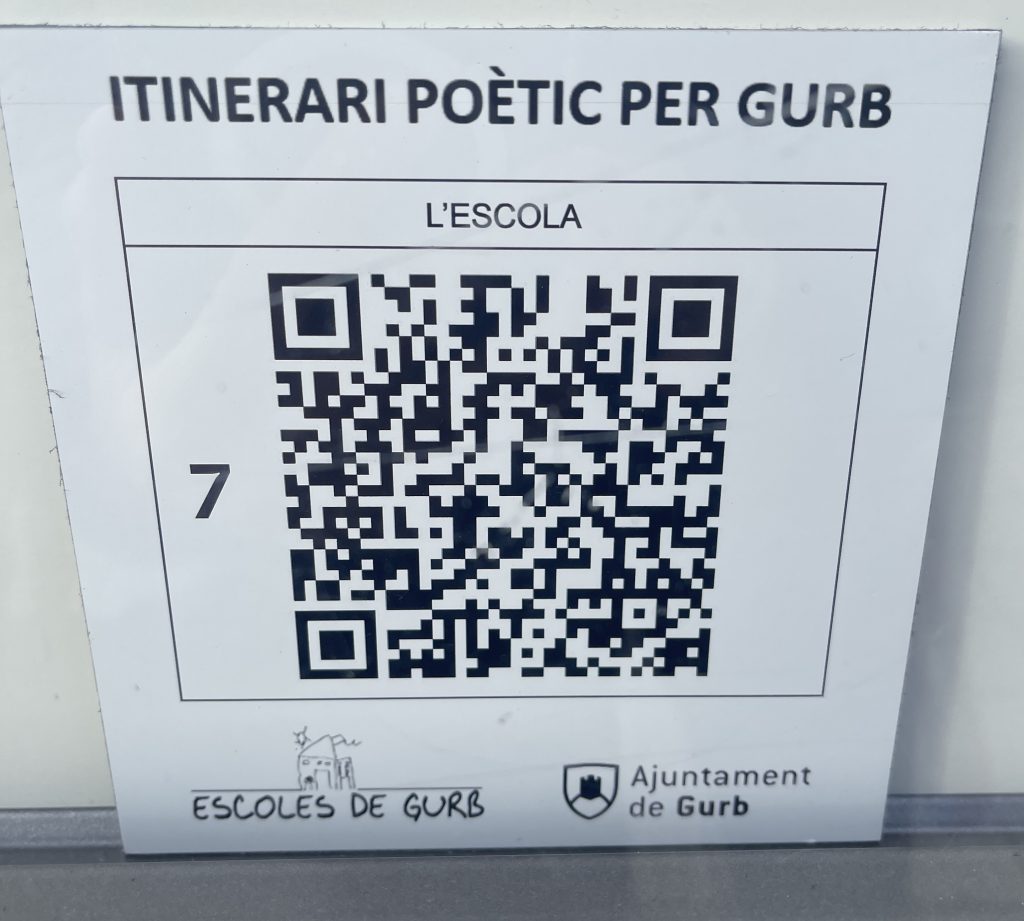 ITINERARI POÈTIC PER GURB
L'ESCOLA
7
ESCOLES DE GURB
Ajuntament
de Gurb